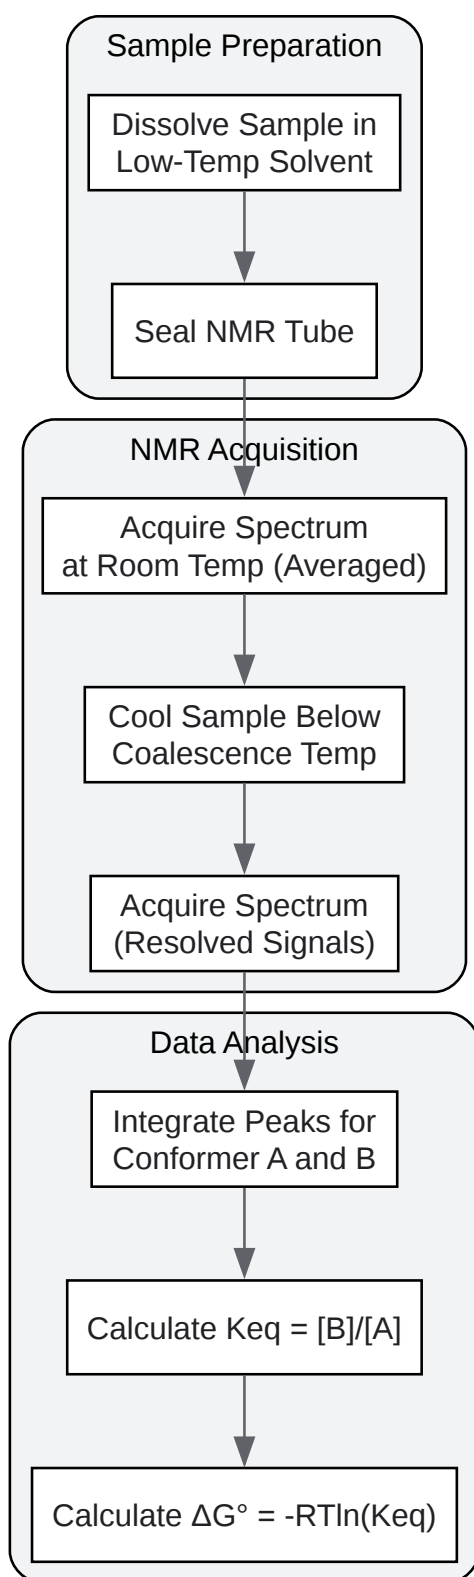 Sample Preparation
Dissolve Sample in
Low-Temp Solvent
Seal NMR Tube
NMR Acquisition
Acquire Spectrum
at Room Temp (Averaged)
Cool Sample Below
Coalescence Temp
Acquire Spectrum
(Resolved Signals)
Data Analysis
Integrate Peaks for
Conformer A and B
Calculate Keq = [B]/[A]
Calculate ΔG° = -RTln(Keq)